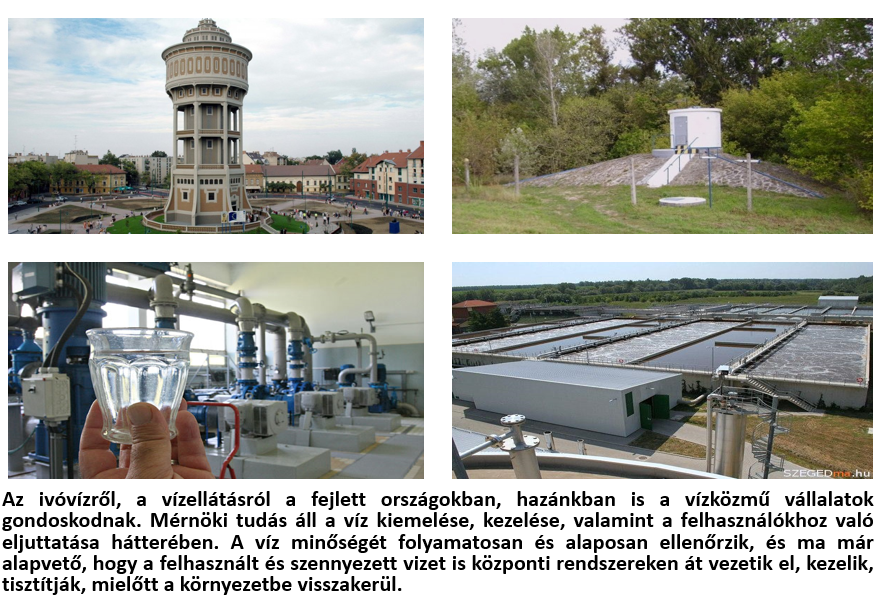 SZEGEDma.hu
Az ivóvízről, a vízellátásról a fejlett országokban, hazánkban is a vízközmű vállalatok
gondoskodnak. Mérnöki tudás áll a víz kiemelése, kezelése, valamint a felhasználókhoz való
eljuttatása hátterében. A víz minőségét folyamatosan és alaposan ellenőrzik, és ma már
alapvető, hogy a felhasznált és szennyezett vizet is központi rendszereken át vezetik el, kezelik,
tisztítják, mielőtt a környezetbe visszakerül.